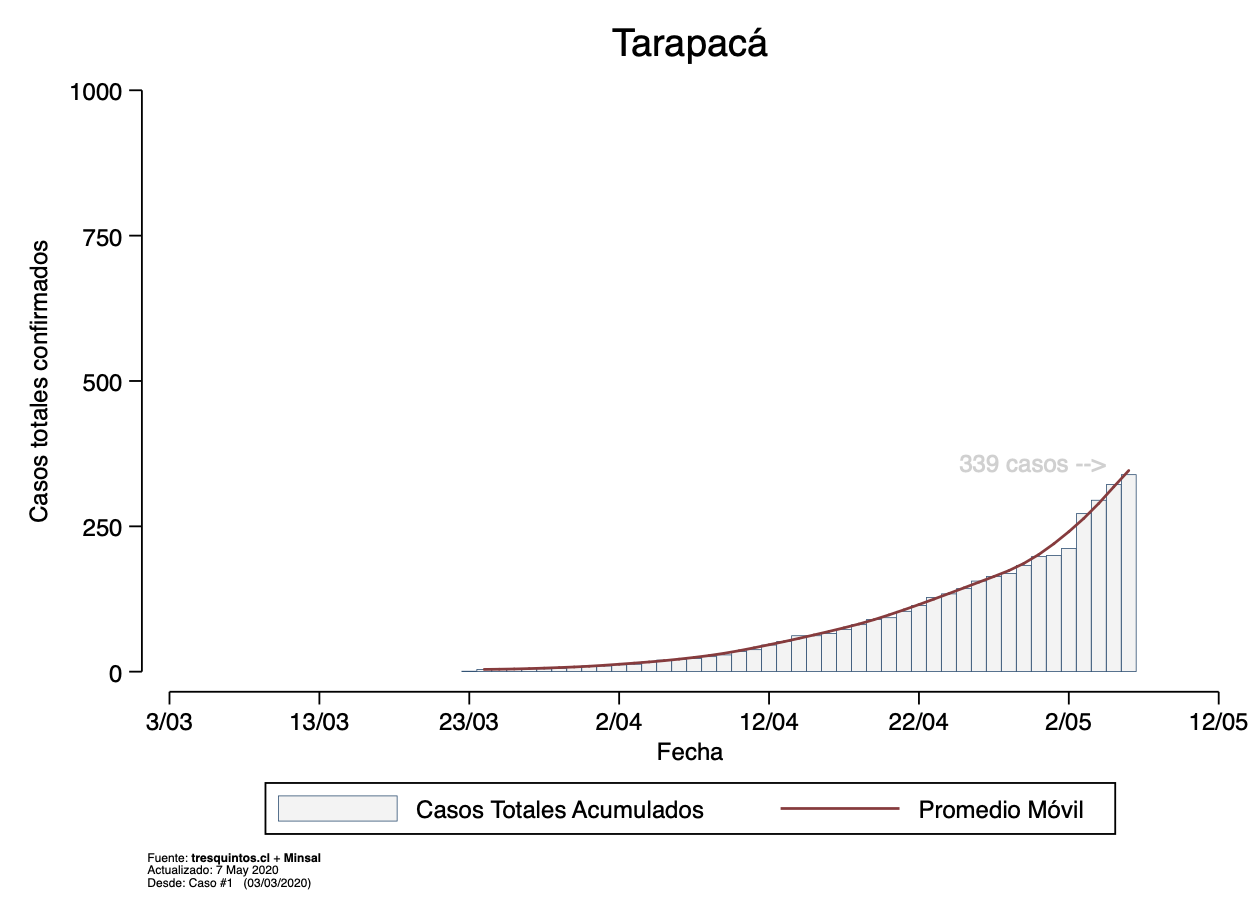 Tarapacá
1000
750
500
250
0
Casos totales confirmados
339 casos -->
3/03 13/03 23/03 2/04 12/04 22/04 2/05 12/05
Fecha
Casos Totales Acumulados Promedio Móvil
Fuente: tresquintos.cl + Minsal
Actualizado: 7 May 2020
Desde: Caso #1 (03/03/2020)